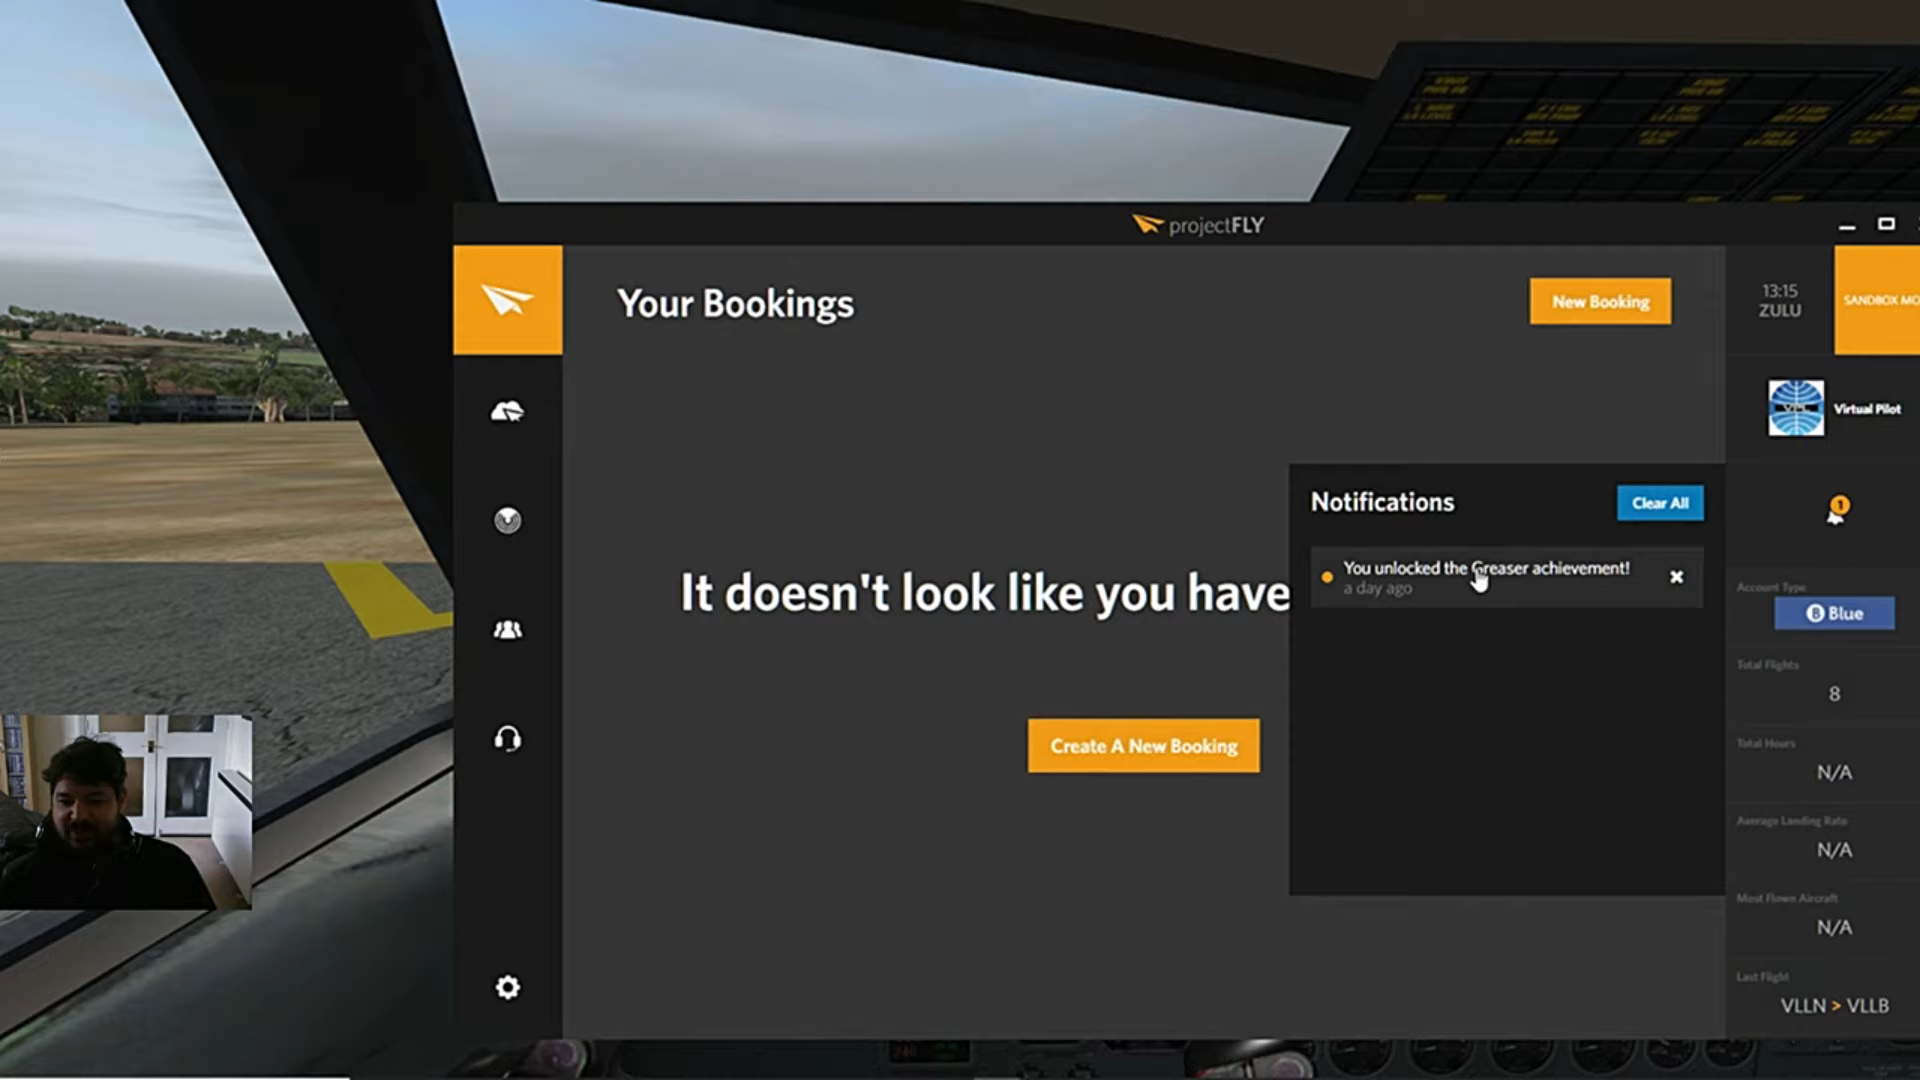 projectFLY
Your Bookings
New Booking
13:15
ZULU
SANDBOX MO
VPL
Virtual Pilot
Notifications
Clear All
1
You unlocked the Greaser achievement!
a day ago
It doesn't look like you have
Create A New Booking
Account Type
B Blue
Total Flights
8
Total Hours
N/A
Average Landing Rate
N/A
Most Flown Aircraft
N/A
Last Flight
VLLN > VLLB